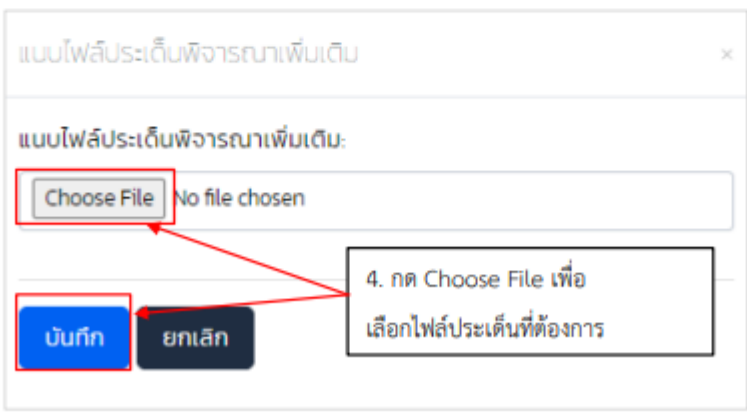 แนบไฟล์ประเด็นพิจารณาเพิ่มเติม ×
แนบไฟล์ประเด็นพิจารณาเพิ่มเติม:
Choose File No file chosen
4. กด Choose File เพื่อ
เลือกไฟล์ประเด็นที่ต้องการ
บันทึก ยกเลิก